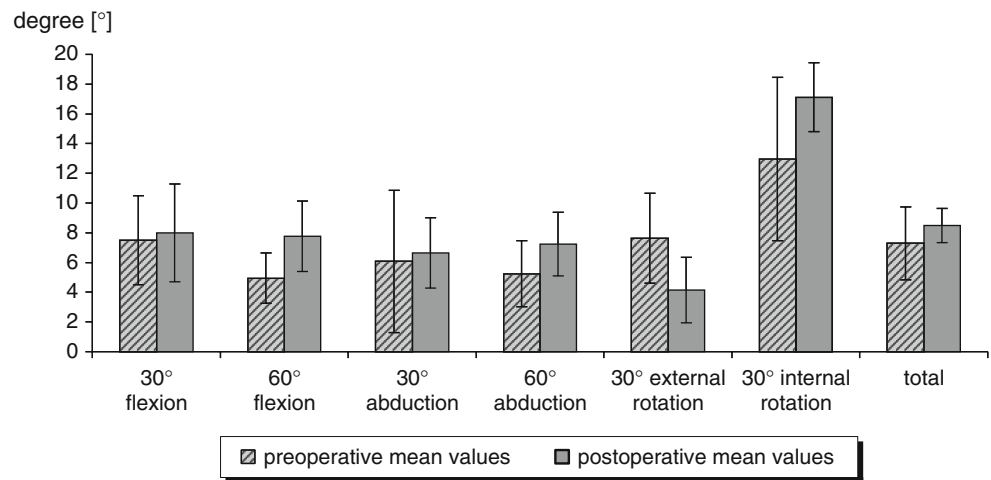 degree [°]
20
18
16
14
12
10
8
6
4
2
0
30° flexion
60° flexion
30° abduction
60° abduction
30° external rotation
30° internal rotation
total
preoperative mean values
postoperative mean values